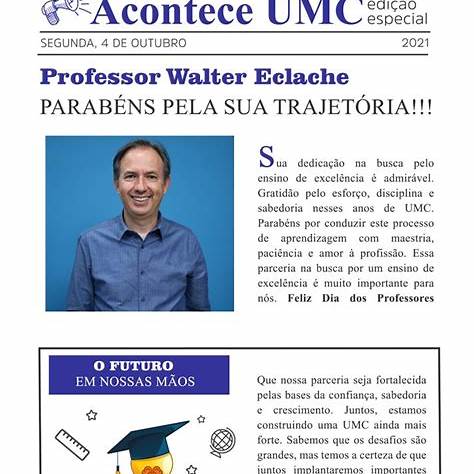 Acontece UMC edição
especial
SEGUNDA, 4 DE OUTUBRO 2021
Professor Walter Eclache
PARABÉNS PELA SUA TRAJETÓRIA!!!
Sua dedicação na busca pelo
ensino de excelência é admirável.
Gratidão pelo esforço, disciplina e
sabedoria nesses anos de UMC.
Parabéns por conduzir este processo
de aprendizagem com maestria,
paciência e amor à profissão. Essa
parceria na busca por um ensino de
excelência é muito importante para
nós. Feliz Dia dos Professores
O FUTURO
EM NOSSAS MÃOS
Que nossa parceria seja fortalecida
pelas bases da confiança, sabedoria
e crescimento. Juntos, estamos
construindo uma UMC ainda mais
forte. Sabemos que os desafios são
grandes, mas temos a certeza de que
juntos implantaremos importantes